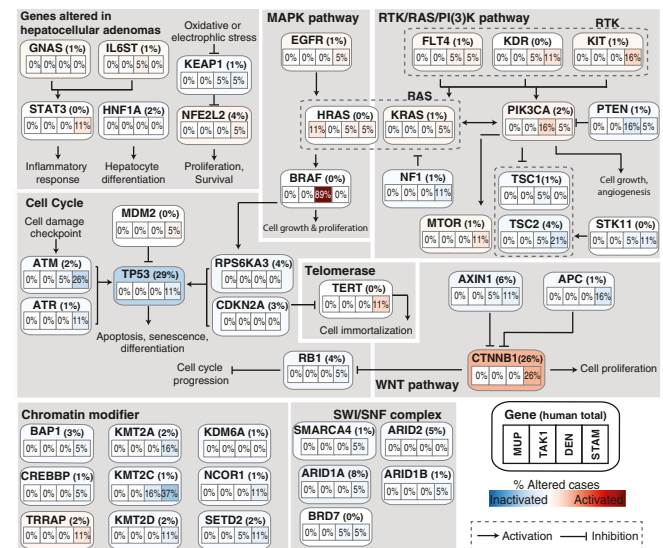 Genes altered in
hepatocellular adenomas
GNAS (1%)
0% 0% 0% 0%
IL6ST (1%)
0% 0% 5% 0%
STAT3 (0%)
0% 0% 0% 11%
HNF1A (2%)
0% 0% 0% 0%
Inflammatory
response
Hepatocyte
differentiation
Oxidative or
electrophlic stress
KEAP1 (1%)
0% 0% 5% 5%
NFE2L2 (4%)
0% 0% 0% 5%
Proliferation,
Survival
MAPK pathway
EGFR (1%)
0% 0% 0% 5%
RAS
HRAS (0%)
11% 0% 5% 5%
KRAS (1%)
0% 0% 0% 5%
BRAF (0%)
0% 0% 89% 0%
Cell growth & proliferation
NF1 (1%)
0% 0% 0% 11%
RTK/RAS/PI(3)K pathway
RTK
FLT4 (1%)
0% 0% 5% 5%
KDR (0%)
0% 0% 5% 11%
KIT (1%)
0% 0% 0% 16%
PIK3CA (2%)
0% 0% 16% 5%
PTEN (1%)
0% 0% 16% 5%
Cell growth,
angiogenesis
TSC1(1%)
0% 0% 5% 0%
MTOR (1%)
0% 0% 0% 11%
TSC2 (4%)
0% 0% 5% 21%
STK11 (0%)
0% 0% 5% 11%
Cell Cycle
Cell damage
checkpoint
MDM2 (0%)
0% 0% 0% 5%
ATM (2%)
0% 0% 5% 26%
TP53 (29%)
0% 0% 0% 11%
ATR (1%)
0% 0% 0% 11%
RPS6KA3 (4%)
0% 0% 0% 0%
CDKN2A (3%)
0% 0% 0% 0%
Apoptosis, senescence,
differentiation
Telomerase
TERT (0%)
0% 0% 0% 11%
Cell immortalization
Cell cycle
progression
RB1 (4%)
0% 0% 0% 5%
AXIN1 (6%)
0% 0% 5% 11%
APC (1%)
0% 0% 0% 16%
CTNNB1(26%)
0% 0% 0% 26%
Cell proliferation
WNT pathway
Chromatin modifier
BAP1 (3%)
0% 0% 0% 5%
KMT2A (2%)
0% 0% 0% 16%
KDM6A (1%)
0% 0% 0% 0%
CREBBP (1%)
0% 0% 0% 5%
KMT2C (1%)
0% 0% 16% 37%
NCOR1 (1%)
0% 0% 0% 11%
TRRAP (2%)
0% 0% 0% 11%
KMT2D (1%)
0% 0% 0% 11%
SETD2 (2%)
0% 0% 5% 11%
SWI/SNF complex
SMARCA4 (1%)
0% 0% 0% 5%
ARID2 (5%)
0% 0% 0% 0%
ARID1A (8%)
0% 0% 0% 5%
ARID1B (1%)
0% 0% 0% 5%
BRD7 (0%)
0% 0% 5% 5%
Gene (human total)
MUP TAK1 DEN STAM
% Altered cases
Inactivated Activated
Activation Inhibition